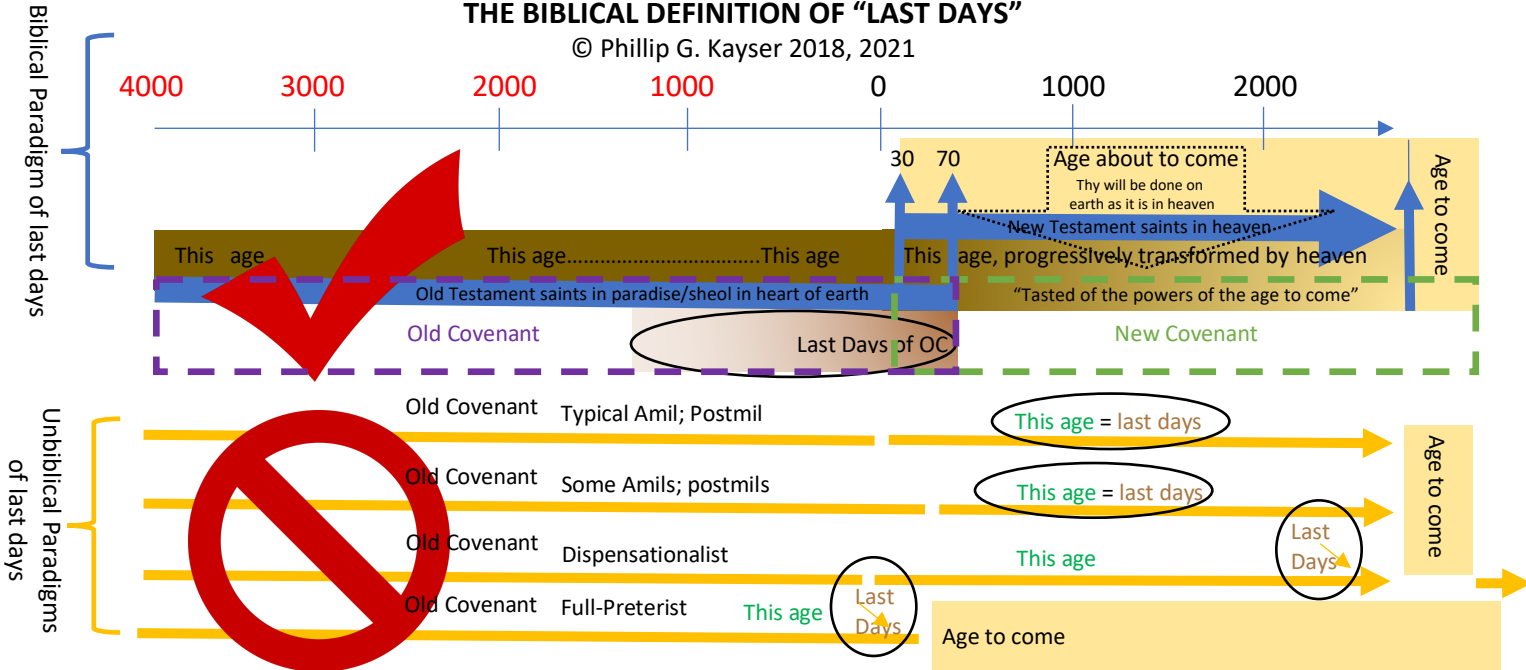 THE BIBLICAL DEFINITION OF “LAST DAYS”
© Phillip G. Kayser 2018, 2021
Biblical Paradigm of last days
4000 3000 2000 1000 0 1000 2000
30 70
Age about to come
Thy will be done on
earth as it is in heaven
New Testament saints in heaven
Age to come
This age This age……………………………This age This age, progressively transformed by heaven
Old Testament saints in paradise/sheol in heart of earth
“Tasted of the powers of the age to come”
Old Covenant
Last Days of OC
New Covenant
Unbiblical Paradigms
of last days
Old Covenant Typical Amil; Postmil This age = last days
Old Covenant Some Amils; postmils This age = last days
Age to come
Old Covenant Dispensationalist This age
Last
Days
Old Covenant Full-Preterist This age
Last
Days
Age to come